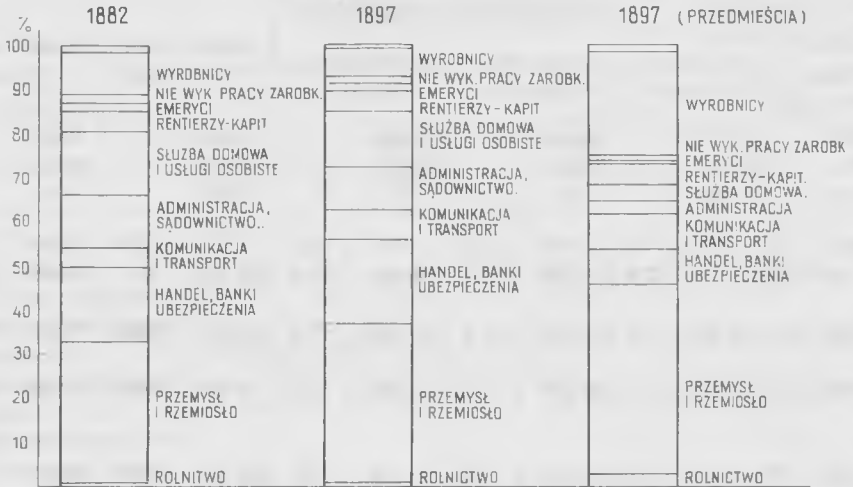 %
1882
1897
1897 (PRZEDMIEŚCIA)
100
90
80
70
60
50
40
30
20
10
WYROBNICY
NIE WYK. PRACY ZAROBK.
EMERYCI
RENTIERZY-KAPIT
SŁUŻBA DOMOWA
I USŁUGI OSOBISTE
ADMINISTRACJA,
SĄDOWNICTWO..
KOMUNIKACJA
I TRANSPORT
HANDEL, BANKI
UBEZPIECZENIA
PRZEMYSŁ
I RZEMIOSŁO
ROLNITWO
WYROBNICY
NIE WYK. PRACY ZAROBK.
EMERYCI
RENTIERZY-KAPIT
SŁUŻBA DOMOWA
I USŁUGI OSOBISTE
ADMINISTRACJA,
SĄDOWNICTWO.
KOMUNIKACJA
I TRANSPORT
HANDEL, BANKI
UBEZPIECZENIA
PRZEMYSŁ
I RZEMIOSŁO
ROLNICTWO
WYROBNICY
NIE WYK. PRACY ZAROBK
EMERYCI
RENTIERZY-KAPIT.
SŁUŻBA DOMOWA.
ADMINISTRACJA
KOMUNIKACJA
I TRANSPORT
HANDEL, BANKI
UBEZPIECZENIA
PRZEMYSŁ
I RZEMIOSŁO
ROLNICTWO